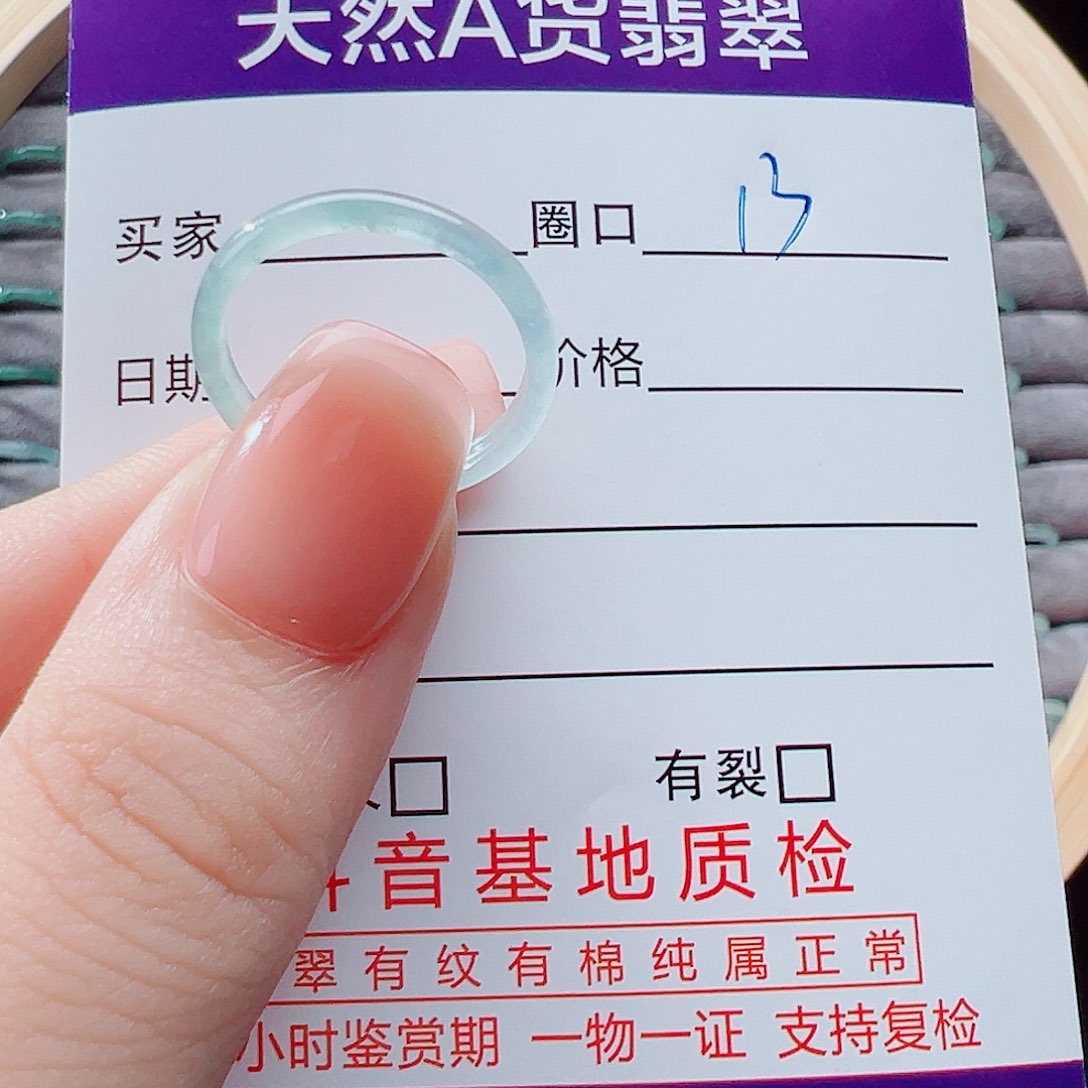 天然A货翡翠
买家 圈口 13
日期 价格
有裂
音基地质检
翠有纹有棉纯属正常
小时鉴赏期 一物一证 支持复检